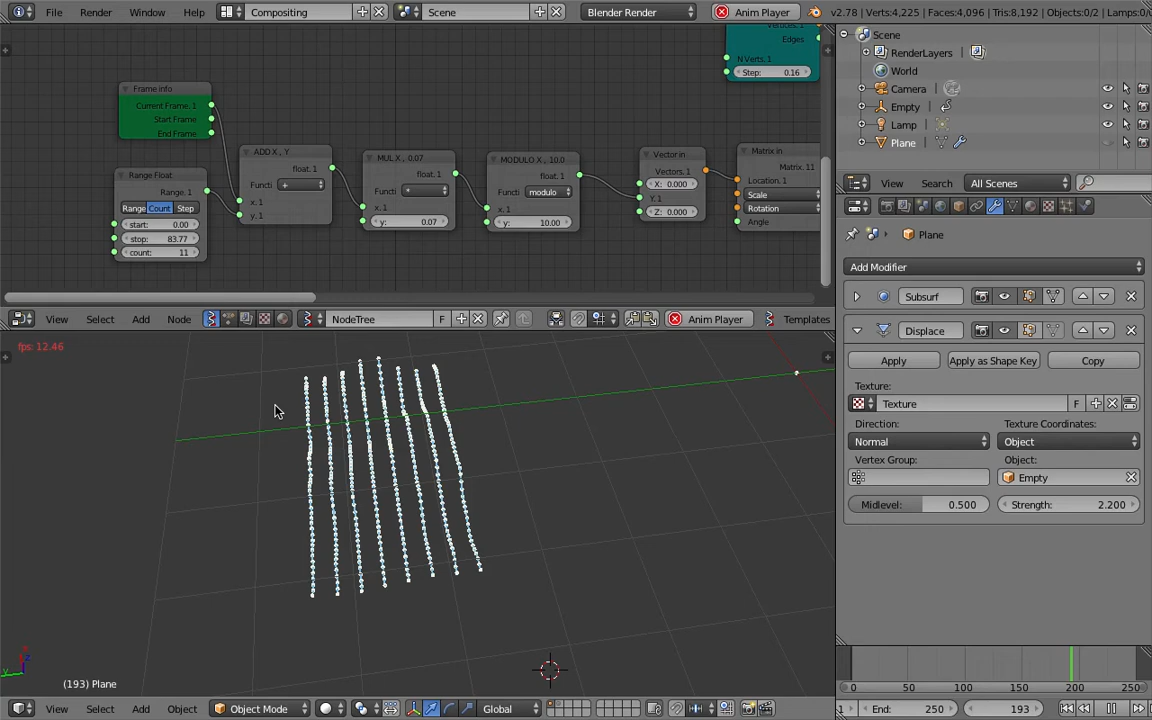 File Render Window Help Compositing Scene Blender Render Anim Player v2.78 | Verts:4,225 | Faces:4,096 | Tris:8,192 | Objects:0/2 | Lamps:0/
Vertices. 1
Edges
N Verts. 1
Step: 0.16
Frame info
Current Frame. 1
Start Frame
End Frame
Range Float
Range. 1
Range Count Step
start: 0.00
stop: 83.77
count: 11
ADD X , Y
float. 1
Functi +
x. 1
y. 1
MUL X , 0.07
float. 1
Functi *
x. 1
y: 0.07
MODULO X , 10.0
float. 1
Functi modulo
x. 1
y: 10.00
Vector in
Vectors. 1
X: 0.000
Y. 1
Z: 0.000
Matrix in
Matrix. 11
Location. 1
Scale
Rotation
Angle
View Select Add Node NodeTree F Anim Player Templates
fps: 12.46
(193) Plane
View Select Add Object Object Mode Global
Scene
RenderLayers
World
Camera
Empty
Lamp
Plane
View Search All Scenes
Plane
Add Modifier
Subsurf
Displace
Apply Apply as Shape Key Copy
Texture:
Texture F
Direction: Texture Coordinates:
Normal Object
Vertex Group: Object:
Empty
Midlevel: 0.500 Strength: 2.200
0 50 100 150 200 250
1 End: 250 193